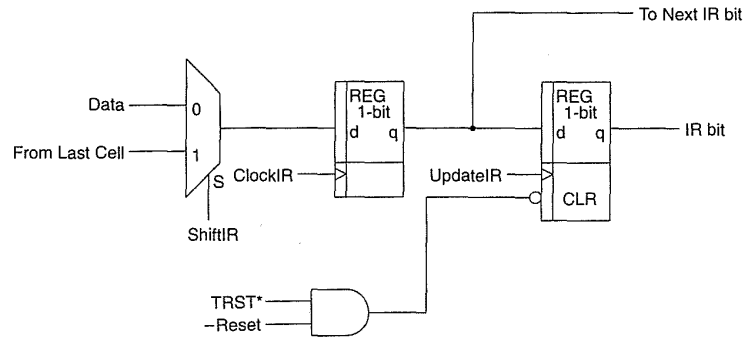 To Next IR bit
Data
0
REG
1-bit
d q
REG
1-bit
d q
IR bit
From Last Cell
1
S
ClockIR
UpdateIR
CLR
ShiftIR
TRST*
–Reset